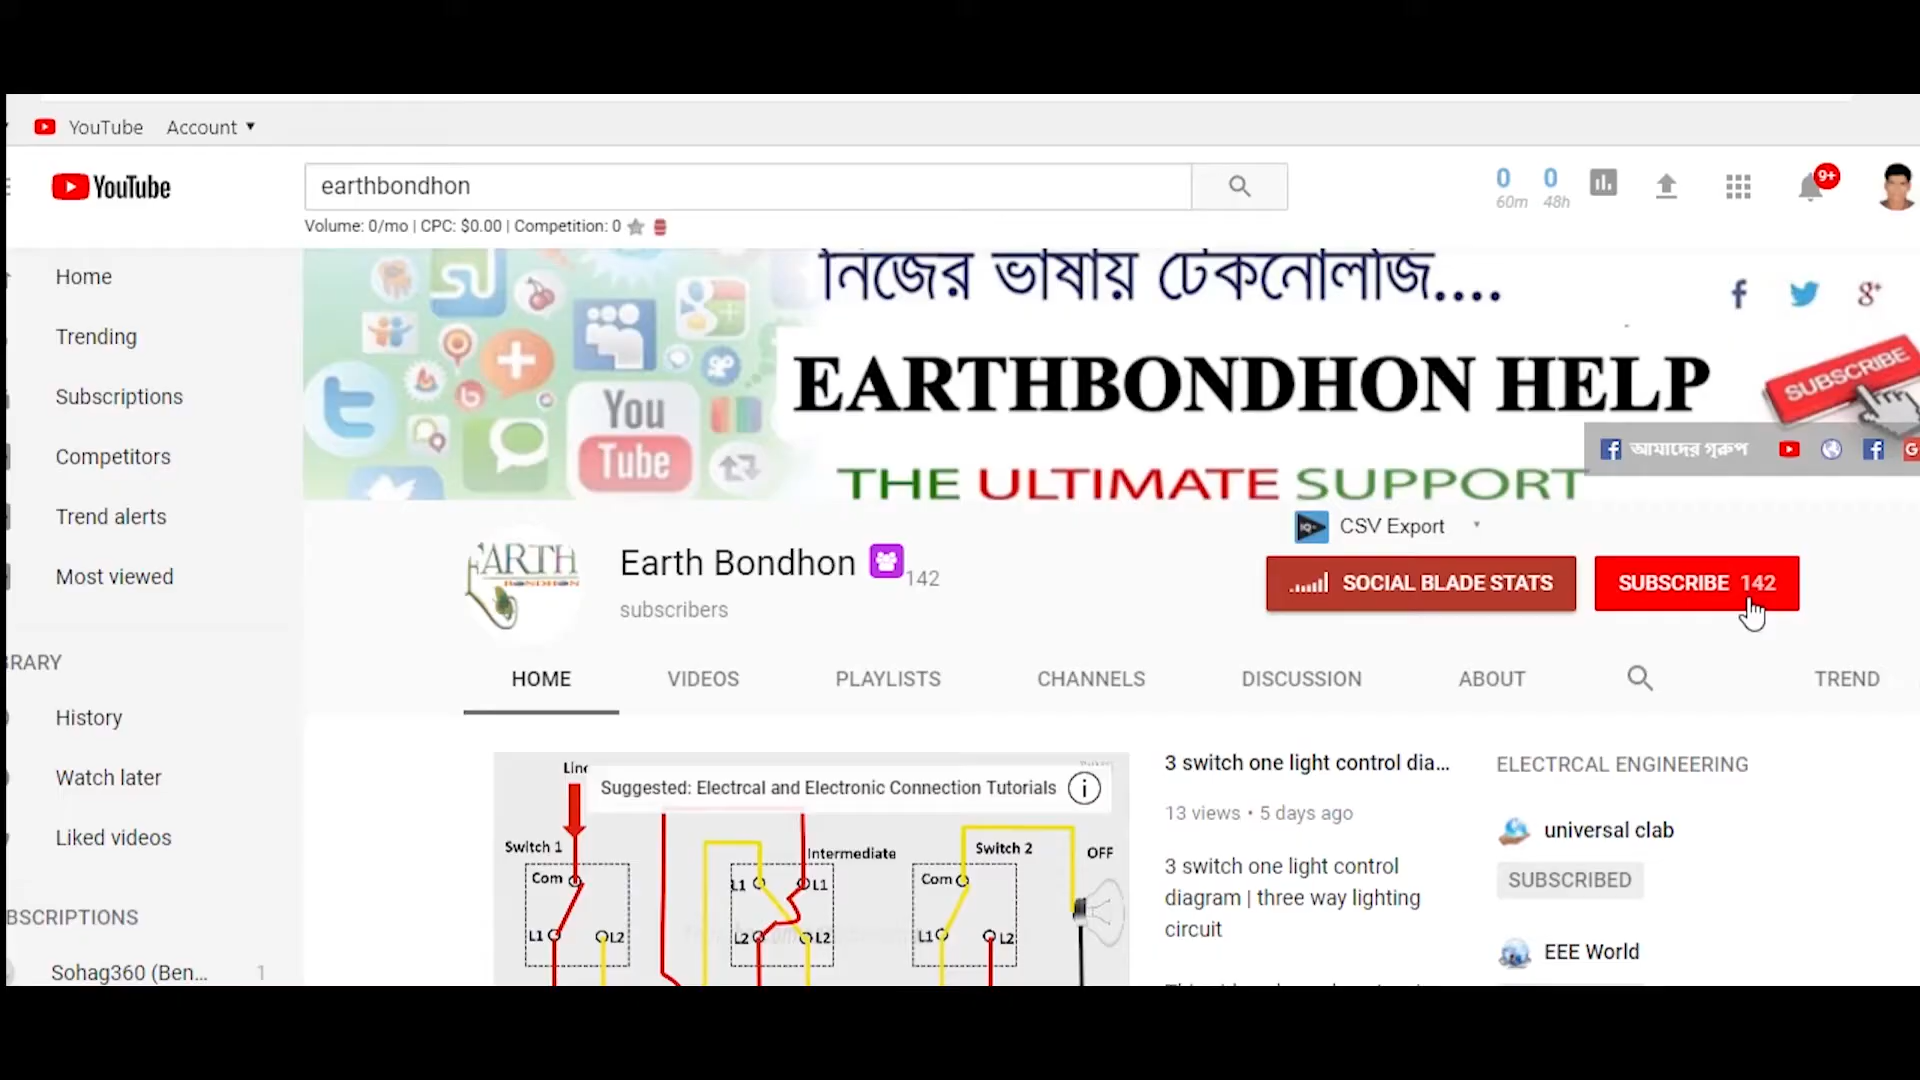 YouTube Account
YouTube
earthbondhon
0 0
60m 48h
9+
Volume: 0/mo | CPC: $0.00 | Competition: 0
Home
Trending
Subscriptions
Competitors
Trend alerts
Most viewed
BRARY
History
Watch later
Liked videos
BSCRIPTIONS
Sohag360 (Ben... 1
নিজের ভাষায় টেকনোলজি....
You
Tube
EARTHBONDHON HELP
SUBSCRIBE
আমাদের গ্রুপ
THE ULTIMATE SUPPORT
CSV Export
EARTH
BONDHON
Earth Bondhon 142
subscribers
SOCIAL BLADE STATS
SUBSCRIBE 142
HOME VIDEOS PLAYLISTS CHANNELS DISCUSSION ABOUT TREND
Line
Suggested: Electrcal and Electronic Connection Tutorials
Switch 1
Intermediate
Switch 2
OFF
Com
L1 L1
Com
L1 L2
L2 L2
L1 L2
3 switch one light control dia...
13 views • 5 days ago
3 switch one light control
diagram | three way lighting
circuit
ELECTRCAL ENGINEERING
universal clab
SUBSCRIBED
EEE World